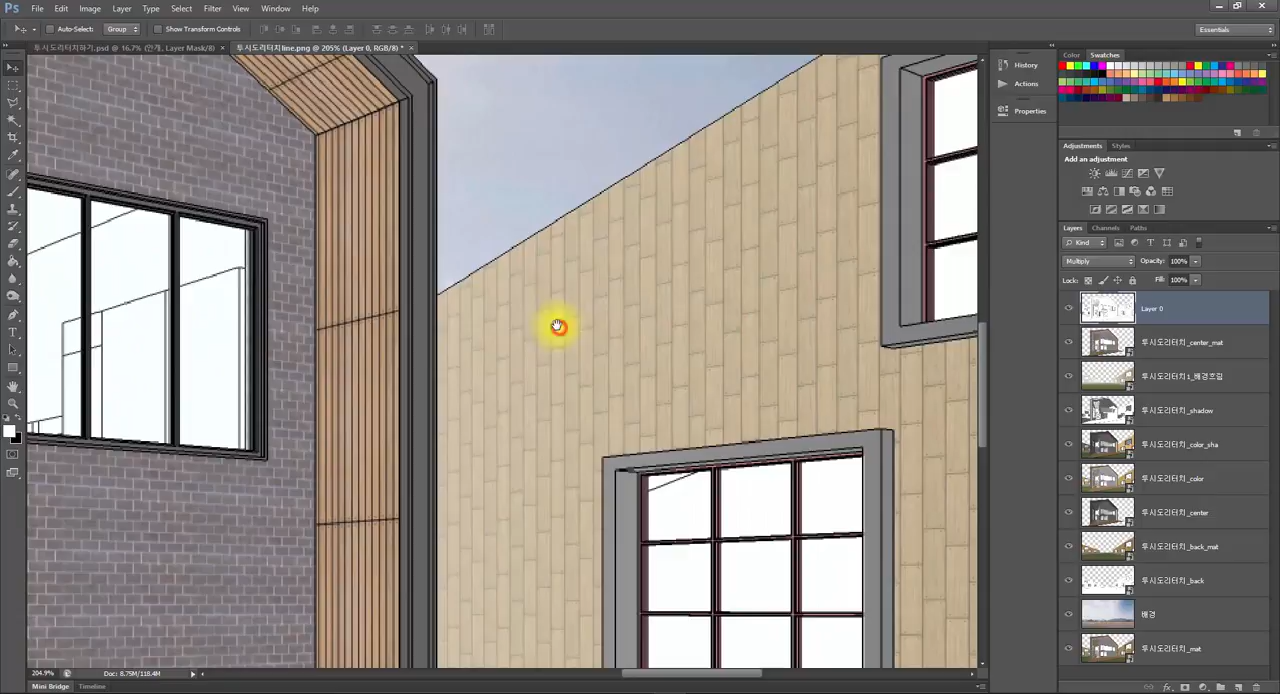 Ps File Edit Image Layer Type Select Filter View Window Help
Auto-Select: Group Show Transform Controls Essentials
투시도리터치하기.psd @ 16.7% (안개, Layer Mask/8) × 투시도리터치line.png @ 205% (Layer 0, RGB/8) * ×
History
Actions
Properties
Color Swatches
Adjustments Styles
Add an adjustment
Layers Channels Paths
Kind
Multiply Opacity: 100%
Lock: Fill: 100%
Layer 0
투시도리터치_center_mat
투시도리터치1_배경흐림
투시도리터치_shadow
투시도리터치_color_sha
투시도리터치_color
투시도리터치_center
투시도리터치_back_mat
투시도리터치_back
배경
투시도리터치_mat
204.9% Doc: 8.75M/118.4M
Mini Bridge Timeline